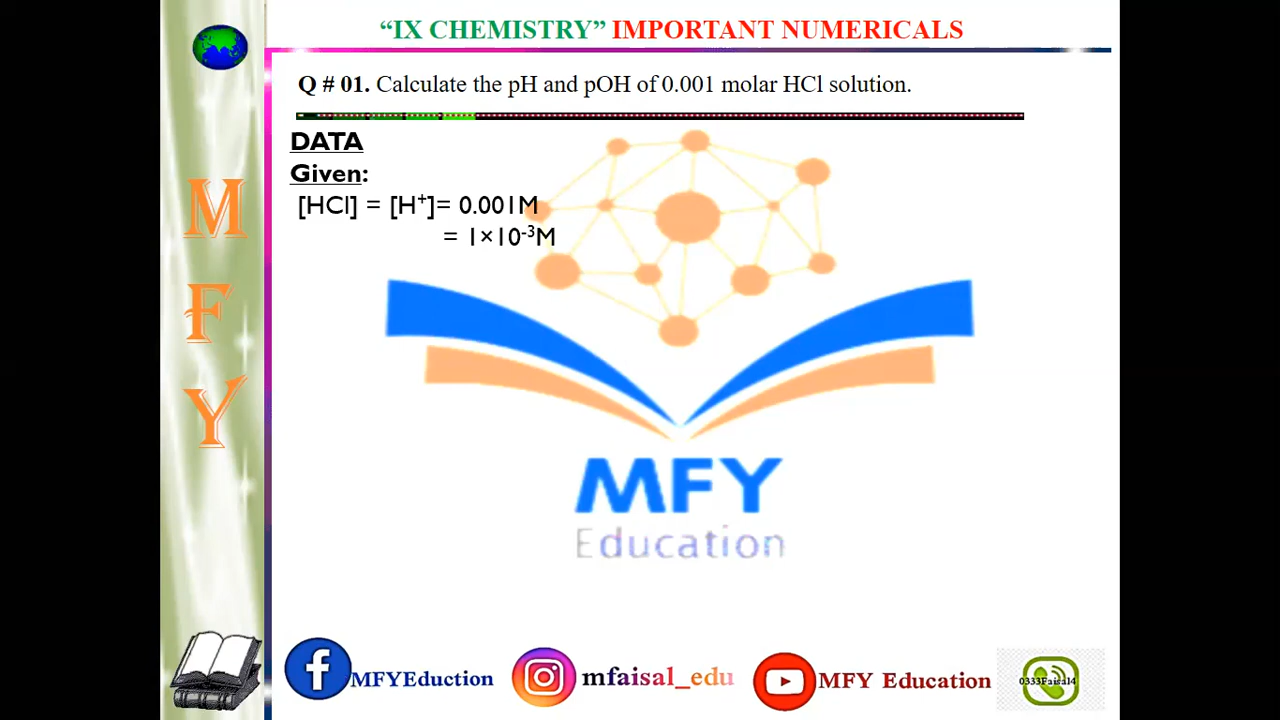 “IX CHEMISTRY” IMPORTANT NUMERICALS
Q # 01. Calculate the pH and pOH of 0.001 molar HCl solution.
DATA
Given:
[HCl] = [H⁺]= 0.001M
= 1×10⁻³M
M
F
Y
MFY
Education
MFYEduction
mfaisal_edu
MFY Education
0333Faisal4